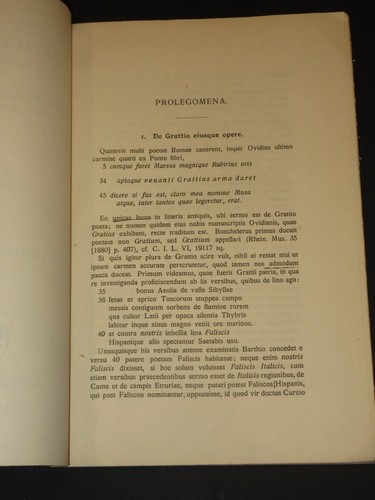 PROLEGOMENA.
1. De Grattio eiusque opere.
Quamvis multi poetae Romae canerent, inquit Ovidius ultimo
carmine quarti ex Ponto libri,
5 cumque foret Marsus magnique Rabirius oris
34 aptaque venanti Grattius arma daret
45 dicere si fas est, claro mea nomine Musa
atque, inter tantos quae legeretur, erat.
En unicus locus in litteris antiquis, ubi sermo est de Grattio
poeta; ne nomen quidem eius nobis manuscriptis Ovidianis, quae
Gratius exhibent, recte traditum est. Buechelerus primus docuit
poetam non Gratium, sed Grattium appellari (Rhein. Mus. 35
[1880] p. 407), cf. C. I. L. VI, 19117 sq.
Si quis igitur plura de Grattio scire vult, nihil ei restat nisi ut
ipsum carmen accurate perscrutetur, quod tamen nos admodum
pauca doceat. Primum videamus, quae fuerit Grattii patria, in qua
re investiganda proficiscendum ab iis versibus, quibus de lino agit:
35 bonus Aeolia de valle Sibyllae
36 fenas et aprico Tuscorum stuppea campo
messis contiguum sorbens de flumine rorem
qua cultor Latii per opaca silentia Thybris
labitur inque sinus magno venit ore marinos.
40 at contra nostris imbellia lina Faliscis
Hispanique alio spectantur Saetabis usu.
Unusquisque his versibus attente examinatis Barthio concedet e
versu 40 patere poetam Faliscis habitasse; neque enim nostris
Faliscis dixisset, si hoc solum voluisset Faliscis Italicis, cum
etiam versibus praecedentibus sermo esset de Italicis regionibus, de
Cuma et de campis Etruriae, neque putari potest Faliscos Hispanis,
qui post Faliscos nominantur, opposuisse, id quod vir doctus Curcio